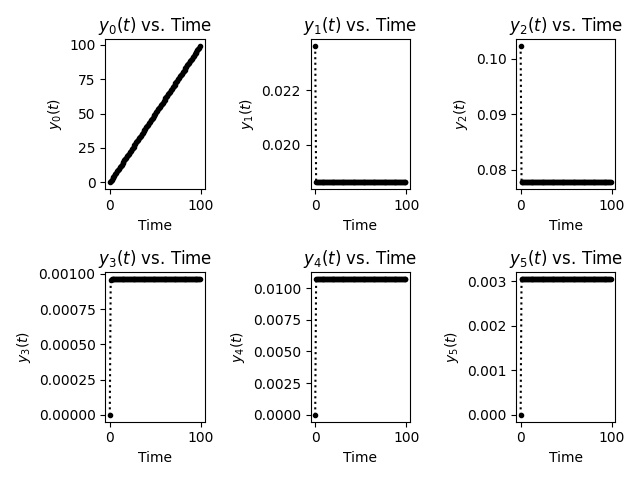 y₀(t) vs. Time
100
75
50
25
0
y₀(t)
0 100
Time
y₁(t) vs. Time
0.022
0.020
y₁(t)
0 100
Time
y₂(t) vs. Time
0.10
0.09
0.08
y₂(t)
0 100
Time
y₃(t) vs. Time
0.00100
0.00075
0.00050
0.00025
0.00000
y₃(t)
0 100
Time
y₄(t) vs. Time
0.0100
0.0075
0.0050
0.0025
0.0000
y₄(t)
0 100
Time
y₅(t) vs. Time
0.003
0.002
0.001
0.000
y₅(t)
0 100
Time